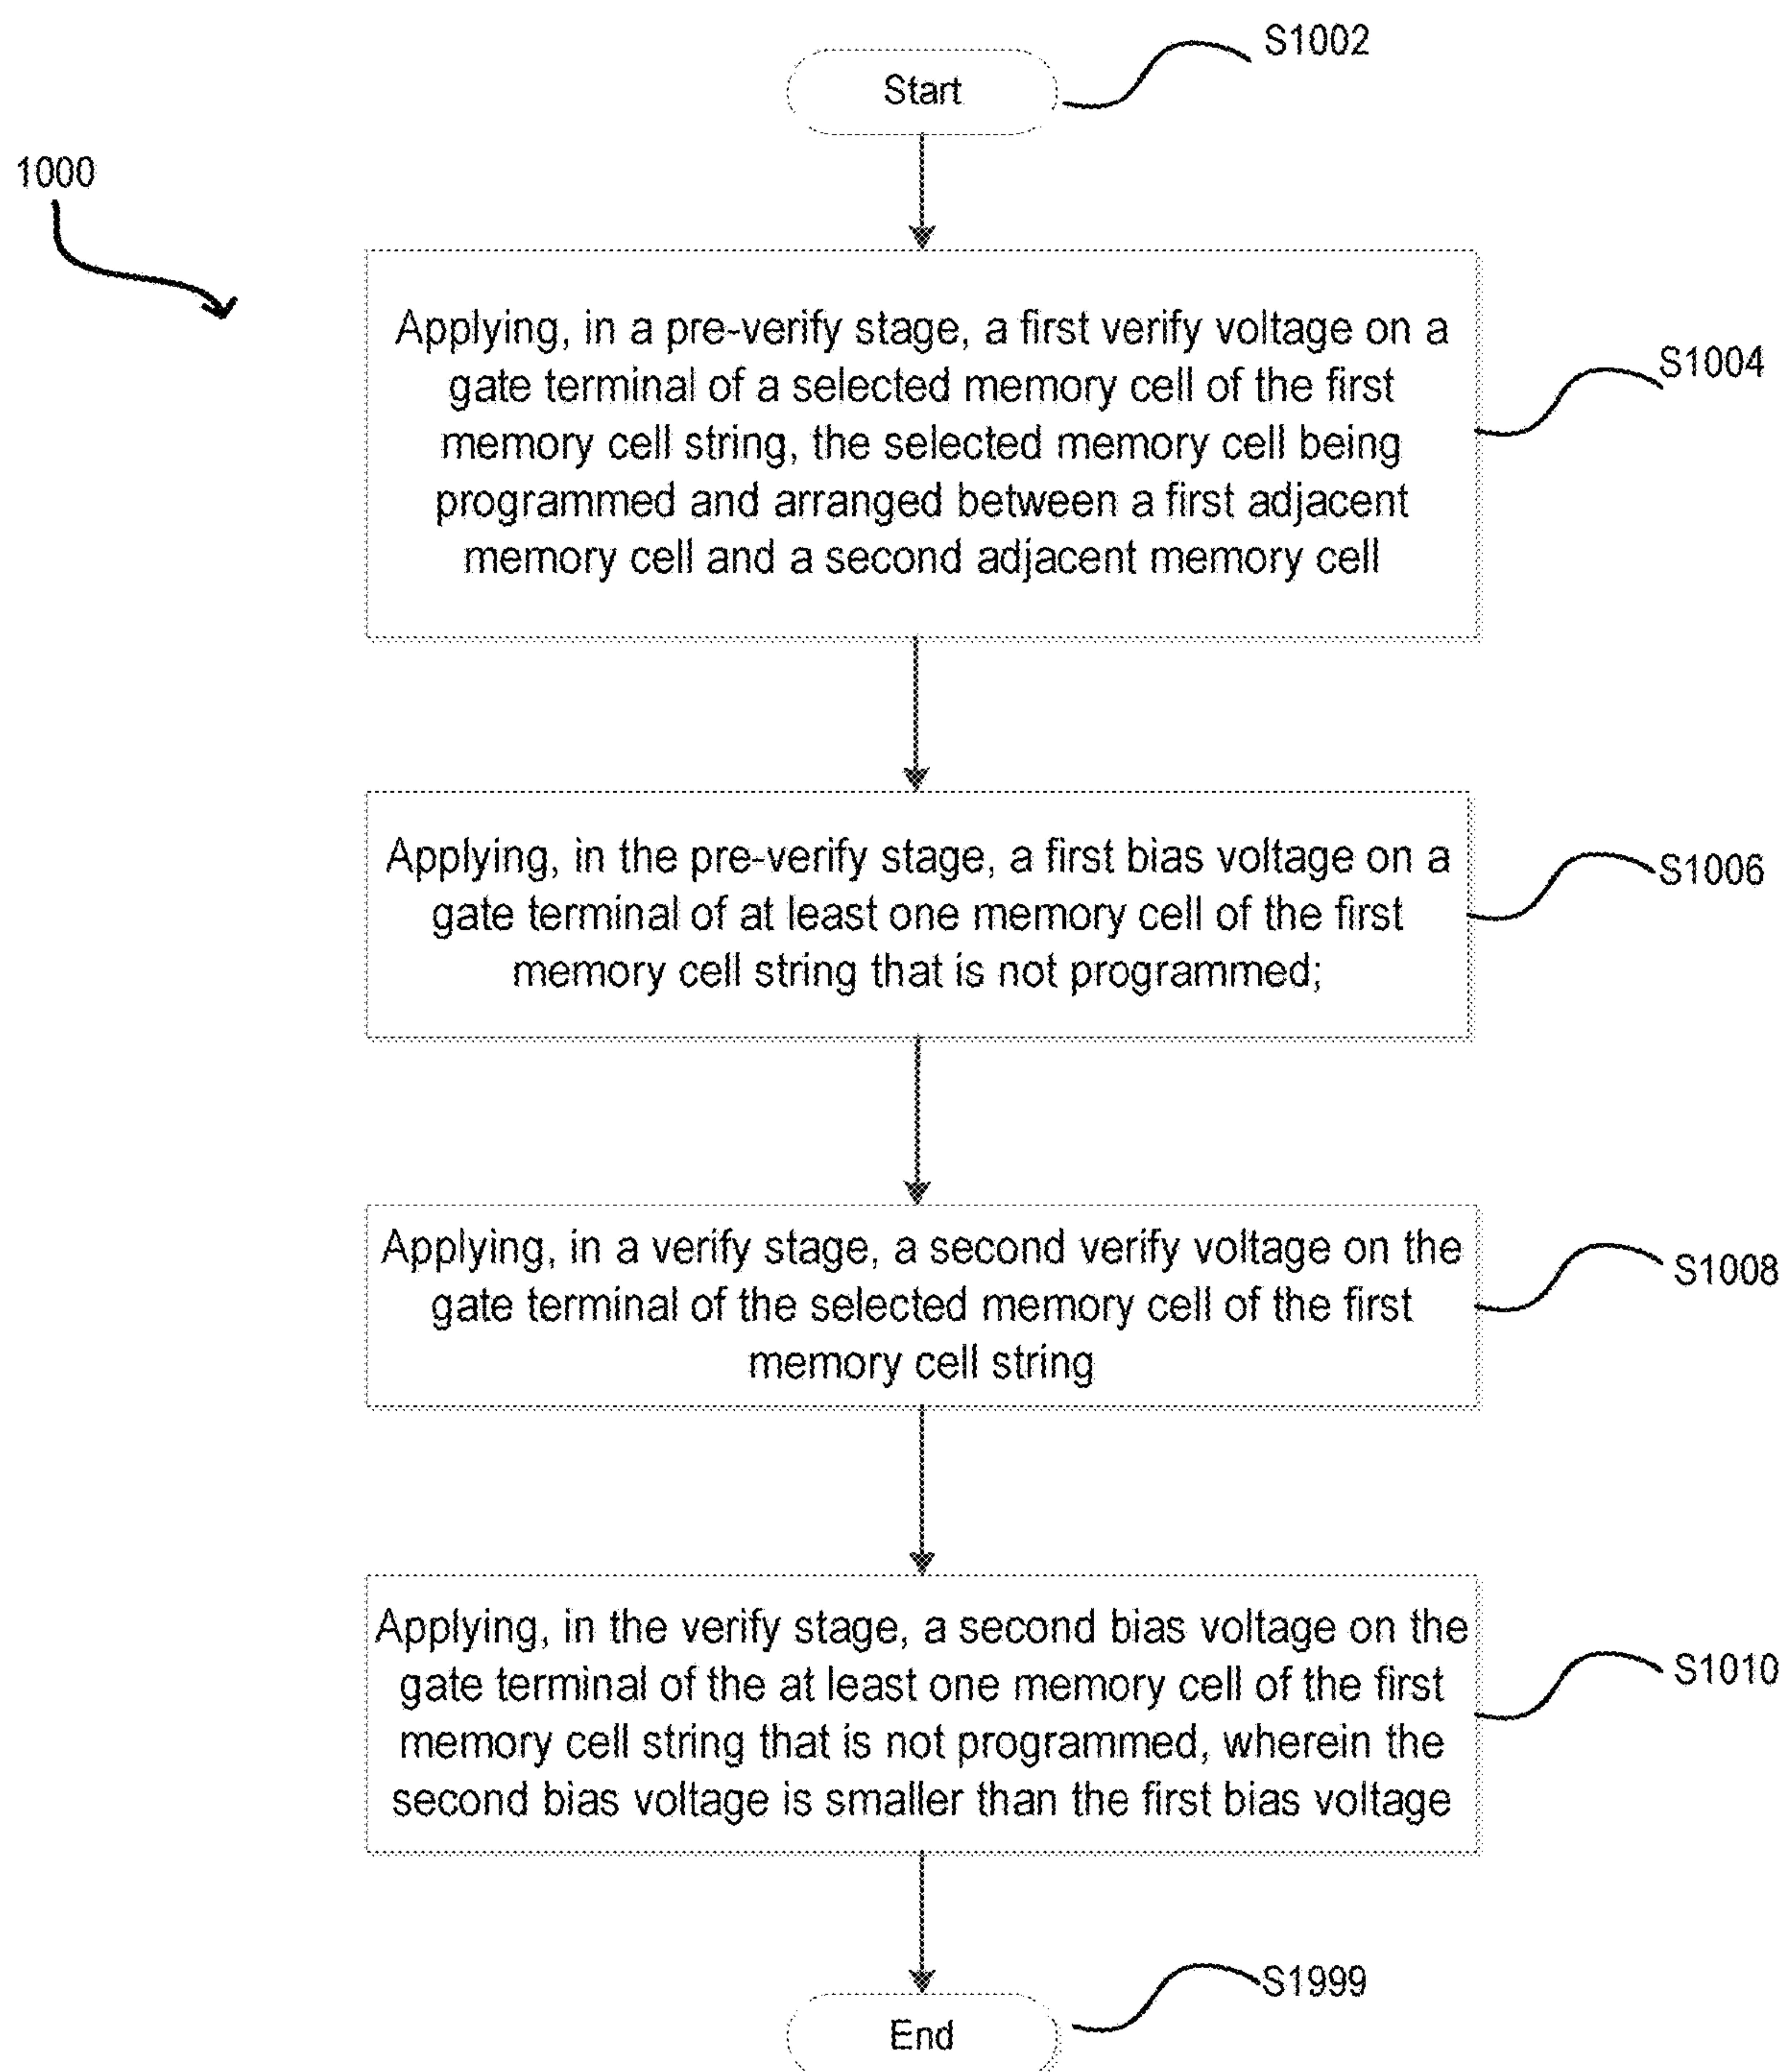 S1002
Start
1000
Applying, in a pre-verify stage, a first verify voltage on a
gate terminal of a selected memory cell of the first
memory cell string, the selected memory cell being
programmed and arranged between a first adjacent
memory cell and a second adjacent memory cell
S1004
Applying, in the pre-verify stage, a first bias voltage on a
gate terminal of at least one memory cell of the first
memory cell string that is not programmed;
S1006
Applying, in a verify stage, a second verify voltage on the
gate terminal of the selected memory cell of the first
memory cell string
S1008
Applying, in the verify stage, a second bias voltage on the
gate terminal of the at least one memory cell of the first
memory cell string that is not programmed, wherein the
second bias voltage is smaller than the first bias voltage
S1010
S1999
End